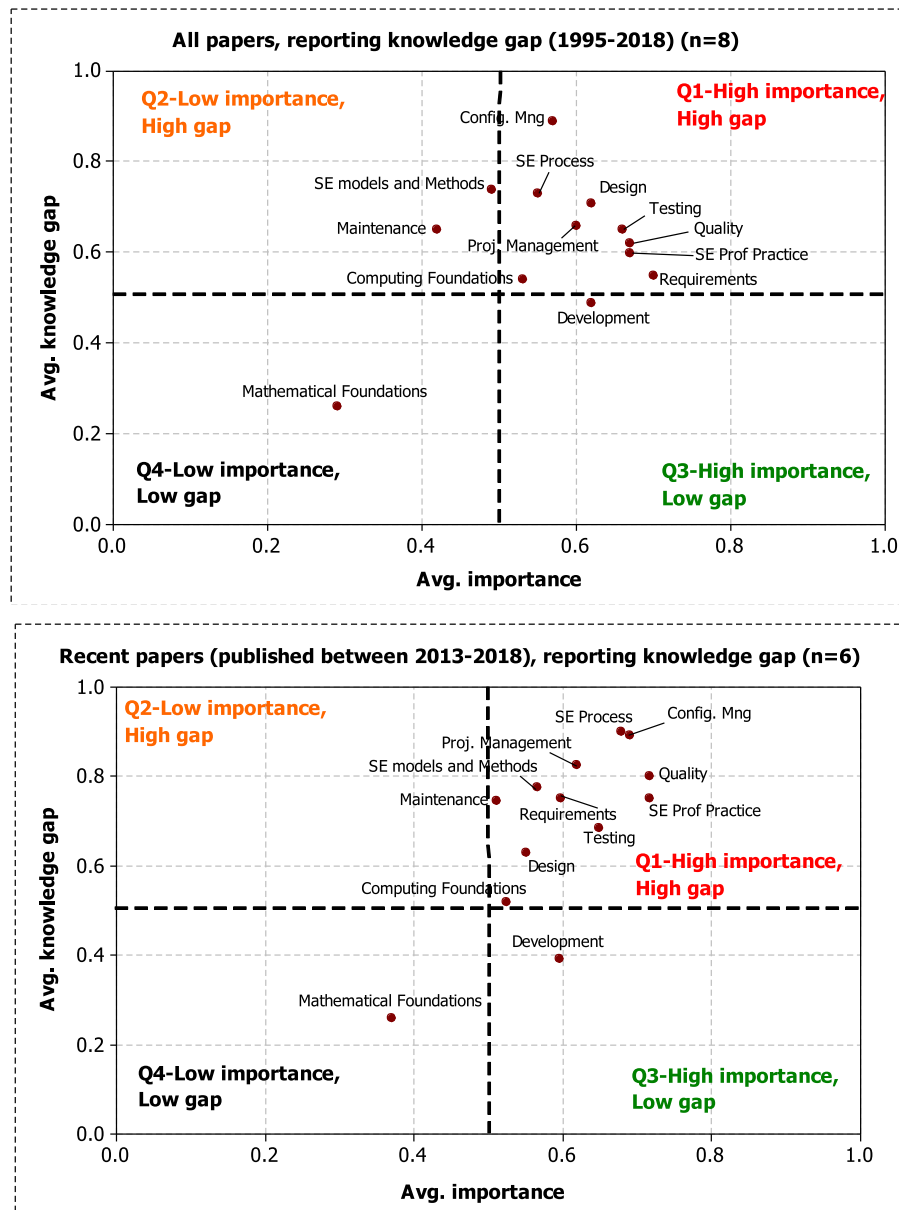 All papers, reporting knowledge gap (1995-2018) (n=8)
1.0
Q2-Low importance,
High gap
Q1-High importance,
High gap
Config. Mng
0.8
SE Process
SE models and Methods
Design
Testing
Maintenance
Quality
Proj. Management
SE Prof Practice
0.6
Computing Foundations
Requirements
Development
0.4
Mathematical Foundations
0.2
Q4-Low importance,
Low gap
Q3-High importance,
Low gap
0.0
0.0
0.2
0.4
0.6
0.8
1.0
Avg. knowledge gap
Avg. importance
Recent papers (published between 2013-2018), reporting knowledge gap (n=6)
1.0
Q2-Low importance,
High gap
SE Process
Config. Mng
Proj. Management
0.8
SE models and Methods
Quality
Maintenance
Requirements
SE Prof Practice
Testing
Design
Q1-High importance,
High gap
0.6
Computing Foundations
Development
0.4
Mathematical Foundations
0.2
Q4-Low importance,
Low gap
Q3-High importance,
Low gap
0.0
0.0
0.2
0.4
0.6
0.8
1.0
Avg. knowledge gap
Avg. importance